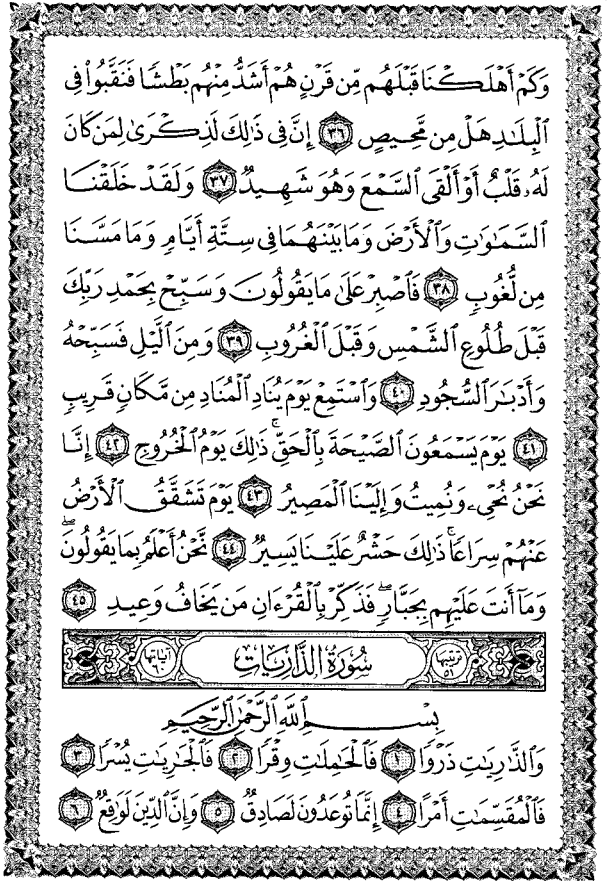 وَكَمْ أَهْلَكْنَا قَبْلَهُم مِّن قَرْنٍ هُمْ أَشَدُّ مِنْهُم بَطْشًا فَنَقَّبُوا۟ فِى
ٱلْبِلَٰدِ هَلْ مِن مَّحِيصٍ ٣٦ إِنَّ فِى ذَٰلِكَ لَذِكْرَىٰ لِمَن كَانَ
لَهُۥ قَلْبٌ أَوْ أَلْقَى ٱلسَّمْعَ وَهُوَ شَهِيدٌ ٣٧ وَلَقَدْ خَلَقْنَا
ٱلسَّمَٰوَٰتِ وَٱلْأَرْضَ وَمَا بَيْنَهُمَا فِى سِتَّةِ أَيَّامٍ وَمَا مَسَّنَا
مِن لُّغُوبٍ ٣٨ فَٱصْبِرْ عَلَىٰ مَا يَقُولُونَ وَسَبِّحْ بِحَمْدِ رَبِّكَ
قَبْلَ طُلُوعِ ٱلشَّمْسِ وَقَبْلَ ٱلْغُرُوبِ ٣٩ وَمِنَ ٱلَّيْلِ فَسَبِّحْهُ
وَأَدْبَٰرَ ٱلسُّجُودِ ٤٠ وَٱسْتَمِعْ يَوْمَ يُنَادِ ٱلْمُنَادِ مِن مَّكَانٍ قَرِيبٍ
٤١ يَوْمَ يَسْمَعُونَ ٱلصَّيْحَةَ بِٱلْحَقِّ ۚ ذَٰلِكَ يَوْمُ ٱلْخُرُوجِ ٤٢ إِنَّا
نَحْنُ نُحْىِۦ وَنُمِيتُ وَإِلَيْنَا ٱلْمَصِيرُ ٤٣ يَوْمَ تَشَقَّقُ ٱلْأَرْضُ
عَنْهُمْ سِرَاعًا ۚ ذَٰلِكَ حَشْرٌ عَلَيْنَا يَسِيرٌ ٤٤ نَّحْنُ أَعْلَمُ بِمَا يَقُولُونَ ۖ
وَمَآ أَنتَ عَلَيْهِم بِجَبَّارٍ ۖ فَذَكِّرْ بِٱلْقُرْءَانِ مَن يَخَافُ وَعِيدِ ٤٥
ترتيبها ٥١ سُورَةُ الذَّارِيَاتِ آياتها ٦٠
بِسْمِ ٱللَّهِ ٱلرَّحْمَٰنِ ٱلرَّحِيمِ
وَٱلذَّٰرِيَٰتِ ذَرْوًا ١ فَٱلْحَٰمِلَٰتِ وِقْرًا ٢ فَٱلْجَٰرِيَٰتِ يُسْرًا ٣
فَٱلْمُقَسِّمَٰتِ أَمْرًا ٤ إِنَّمَا تُوعَدُونَ لَصَادِقٌ ٥ وَإِنَّ ٱلدِّينَ لَوَٰقِعٌ ٦